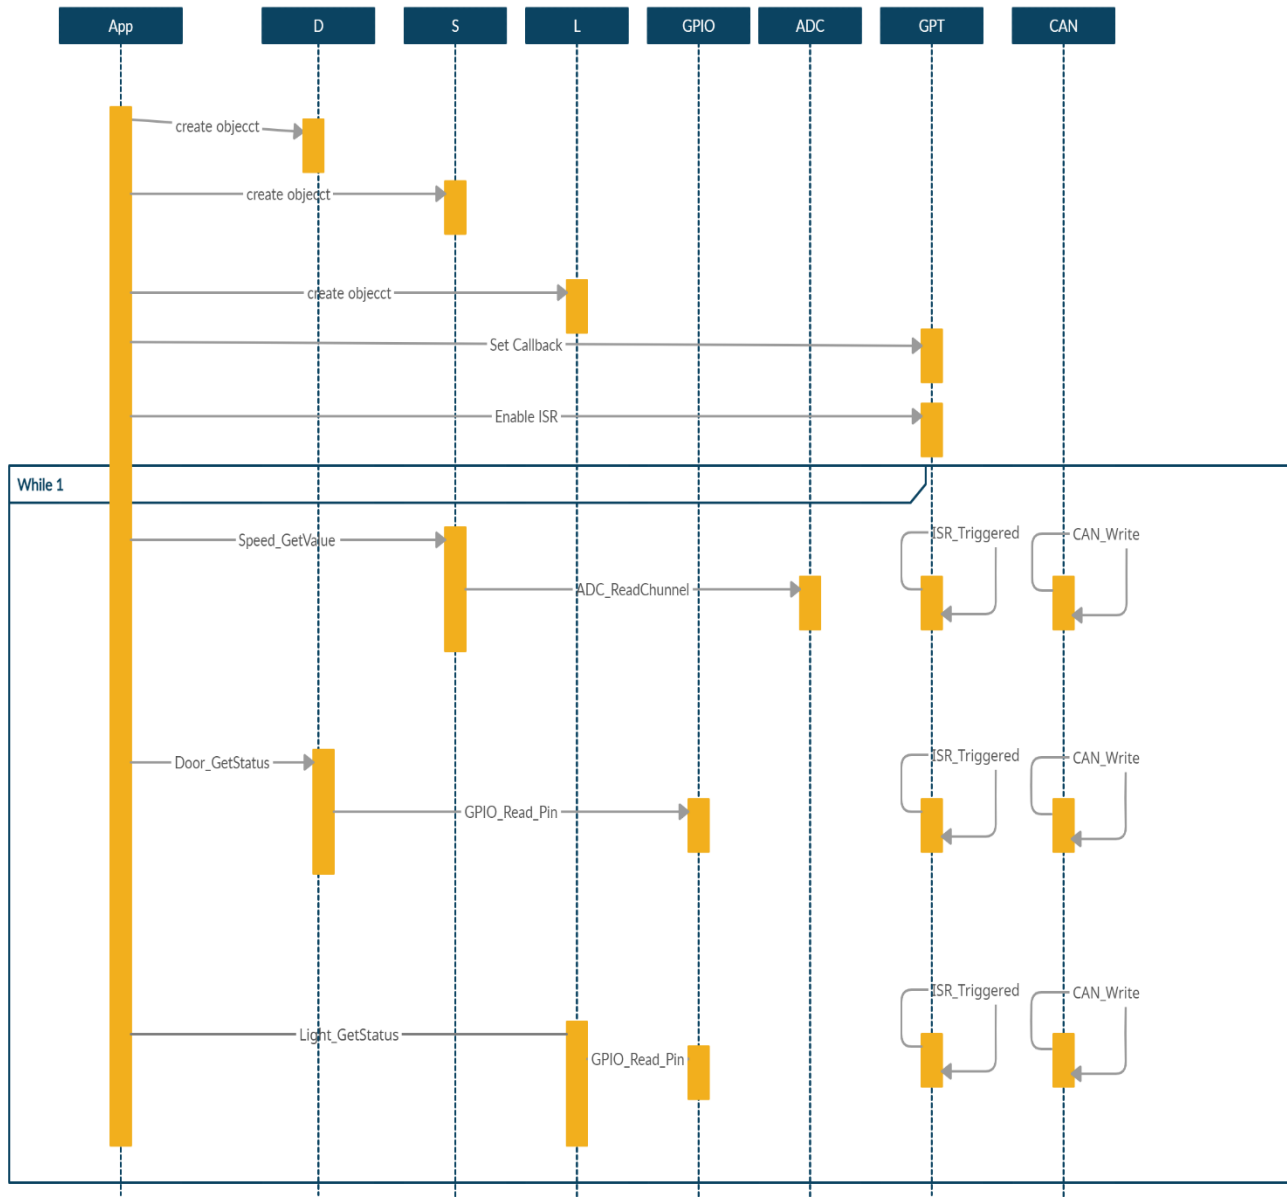 App
D
S
L
GPIO
ADC
GPT
CAN
create objecct
create objecct
create objecct
Set Callback
Enable ISR
While 1
Speed_GetValue
ISR_Triggered
CAN_Write
ADC_ReadChunnel
Door_GetStatus
ISR_Triggered
CAN_Write
GPIO_Read_Pin
ISR_Triggered
CAN_Write
Light_GetStatus
GPIO_Read_Pin